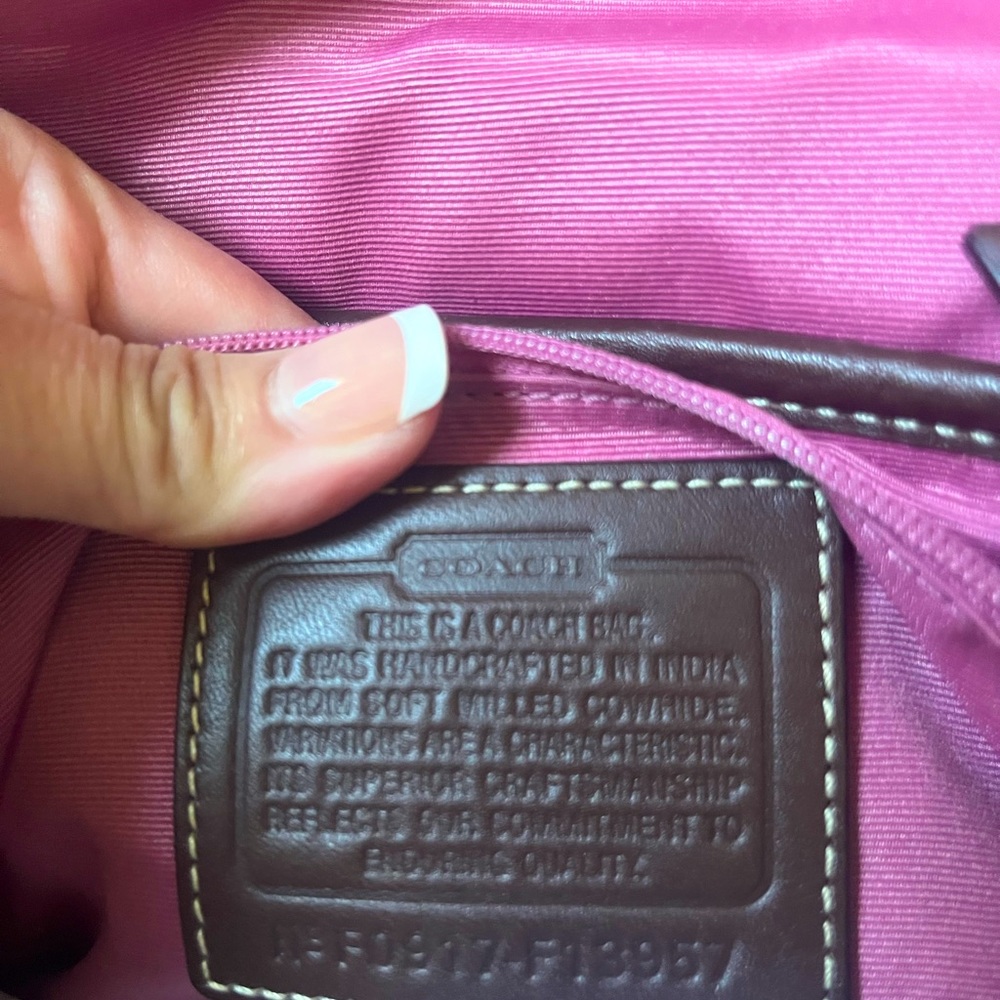 COACH
THIS IS A COACH BAG.
IT WAS HANDCRAFTED IN INDIA
FROM SOFT MILLED COWHIDE.
VARIATIONS ARE A CHARACTERISTIC.
ITS SUPERIOR CRAFTSMANSHIP
REFLECTS OUR COMMITMENT TO
ENDURING QUALITY.
F0917-F13957